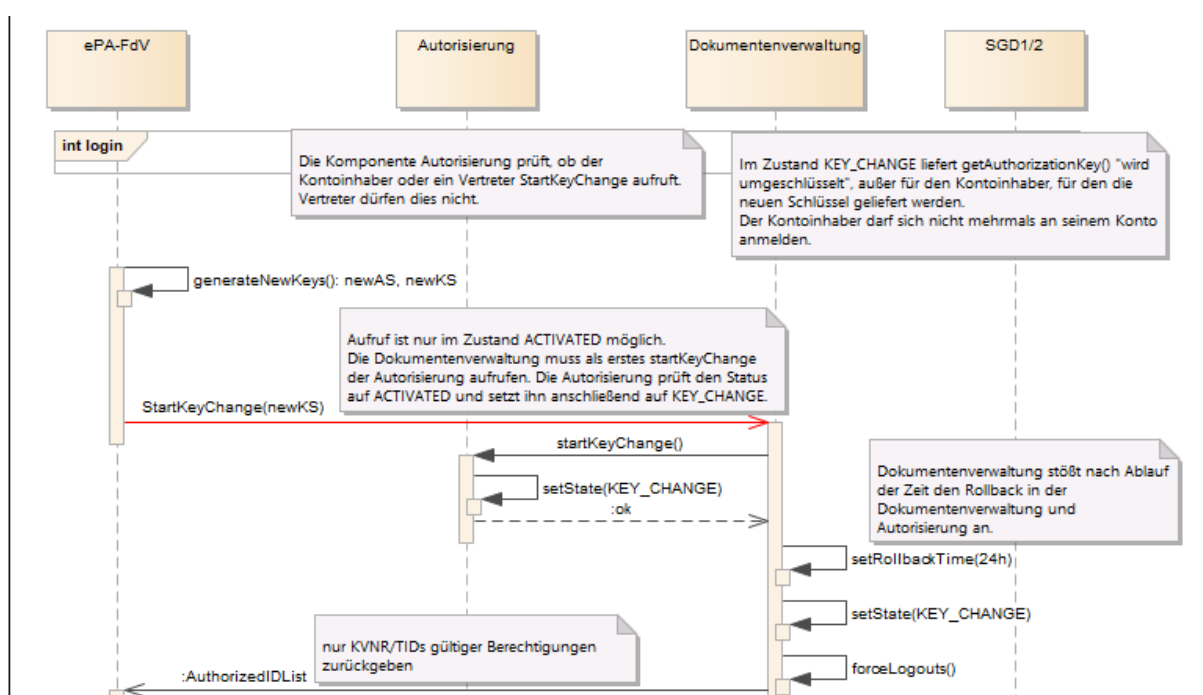 ePA-FdV
Autorisierung
Dokumentenverwaltung
SGD1/2
int login
Die Komponente Autorisierung prüft, ob der
Kontoinhaber oder ein Vertreter StartKeyChange aufruft.
Vertreter dürfen dies nicht.
Im Zustand KEY_CHANGE liefert getAuthorizationKey() "wird
umgeschlüsselt", außer für den Kontoinhaber, für den die
neuen Schlüssel geliefert werden.
Der Kontoinhaber darf sich nicht mehrmals an seinem Konto
anmelden.
generateNewKeys(): newAS, newKS
Aufruf ist nur im Zustand ACTIVATED möglich.
Die Dokumentenverwaltung muss als erstes startKeyChange
der Autorisierung aufrufen. Die Autorisierung prüft den Status
auf ACTIVATED und setzt ihn anschließend auf KEY_CHANGE.
StartKeyChange(newKS)
startKeyChange()
setState(KEY_CHANGE)
:ok
Dokumentenverwaltung stößt nach Ablauf
der Zeit den Rollback in der
Dokumentenverwaltung und
Autorisierung an.
setRollbackTime(24h)
setState(KEY_CHANGE)
nur KVNR/TIDs gültiger Berechtigungen
zurückgeben
forceLogouts()
:AuthorizedIDList